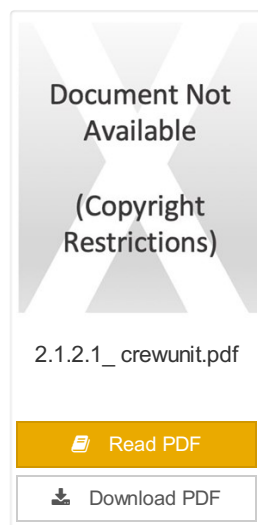 Document Not
Available
(Copyright
Restrictions)
2.1.2.1_ crewunit.pdf
Read PDF
Download PDF